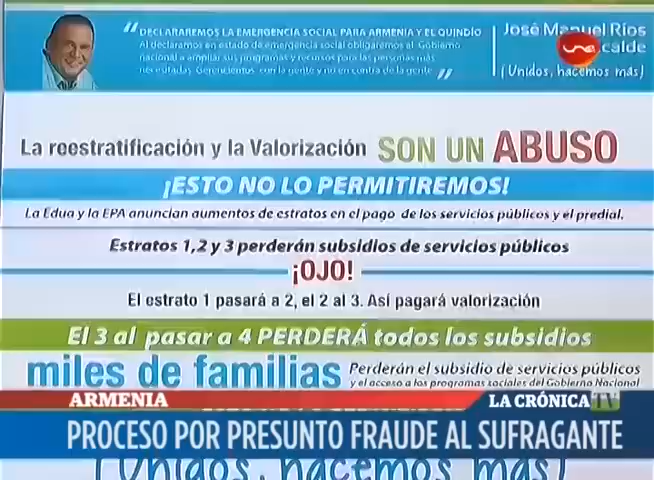 “ DECLARAREMOS LA EMERGENCIA SOCIAL PARA ARMENIA Y EL QUINDÍO
Al declararnos en estado de emergencia social obligaremos al Gobierno
nacional a ampliar sus programas y recursos para las personas más
necesitadas. Gerenciemos con la gente y no en contra de la gente ”
José Manuel Ríos
calde
(Unidos, hacemos más)
una
La reestratificación y la Valorización SON UN ABUSO
¡ESTO NO LO PERMITIREMOS!
La Edua y la EPA anuncian aumentos de estratos en el pago de los servicios públicos y el predial.
Estratos 1,2 y 3 perderán subsidios de servicios públicos
¡OJO!
El estrato 1 pasará a 2, el 2 al 3. Así pagará valorización
El 3 al pasar a 4 PERDERÁ todos los subsidios
miles de familias Perderán el subsidio de servicios públicos
y el acceso a los programas sociales del Gobierno Nacional
ARMENIA
LA CRÓNICA TV
PROCESO POR PRESUNTO FRAUDE AL SUFRAGANTE
(Unidos, hacemos más)